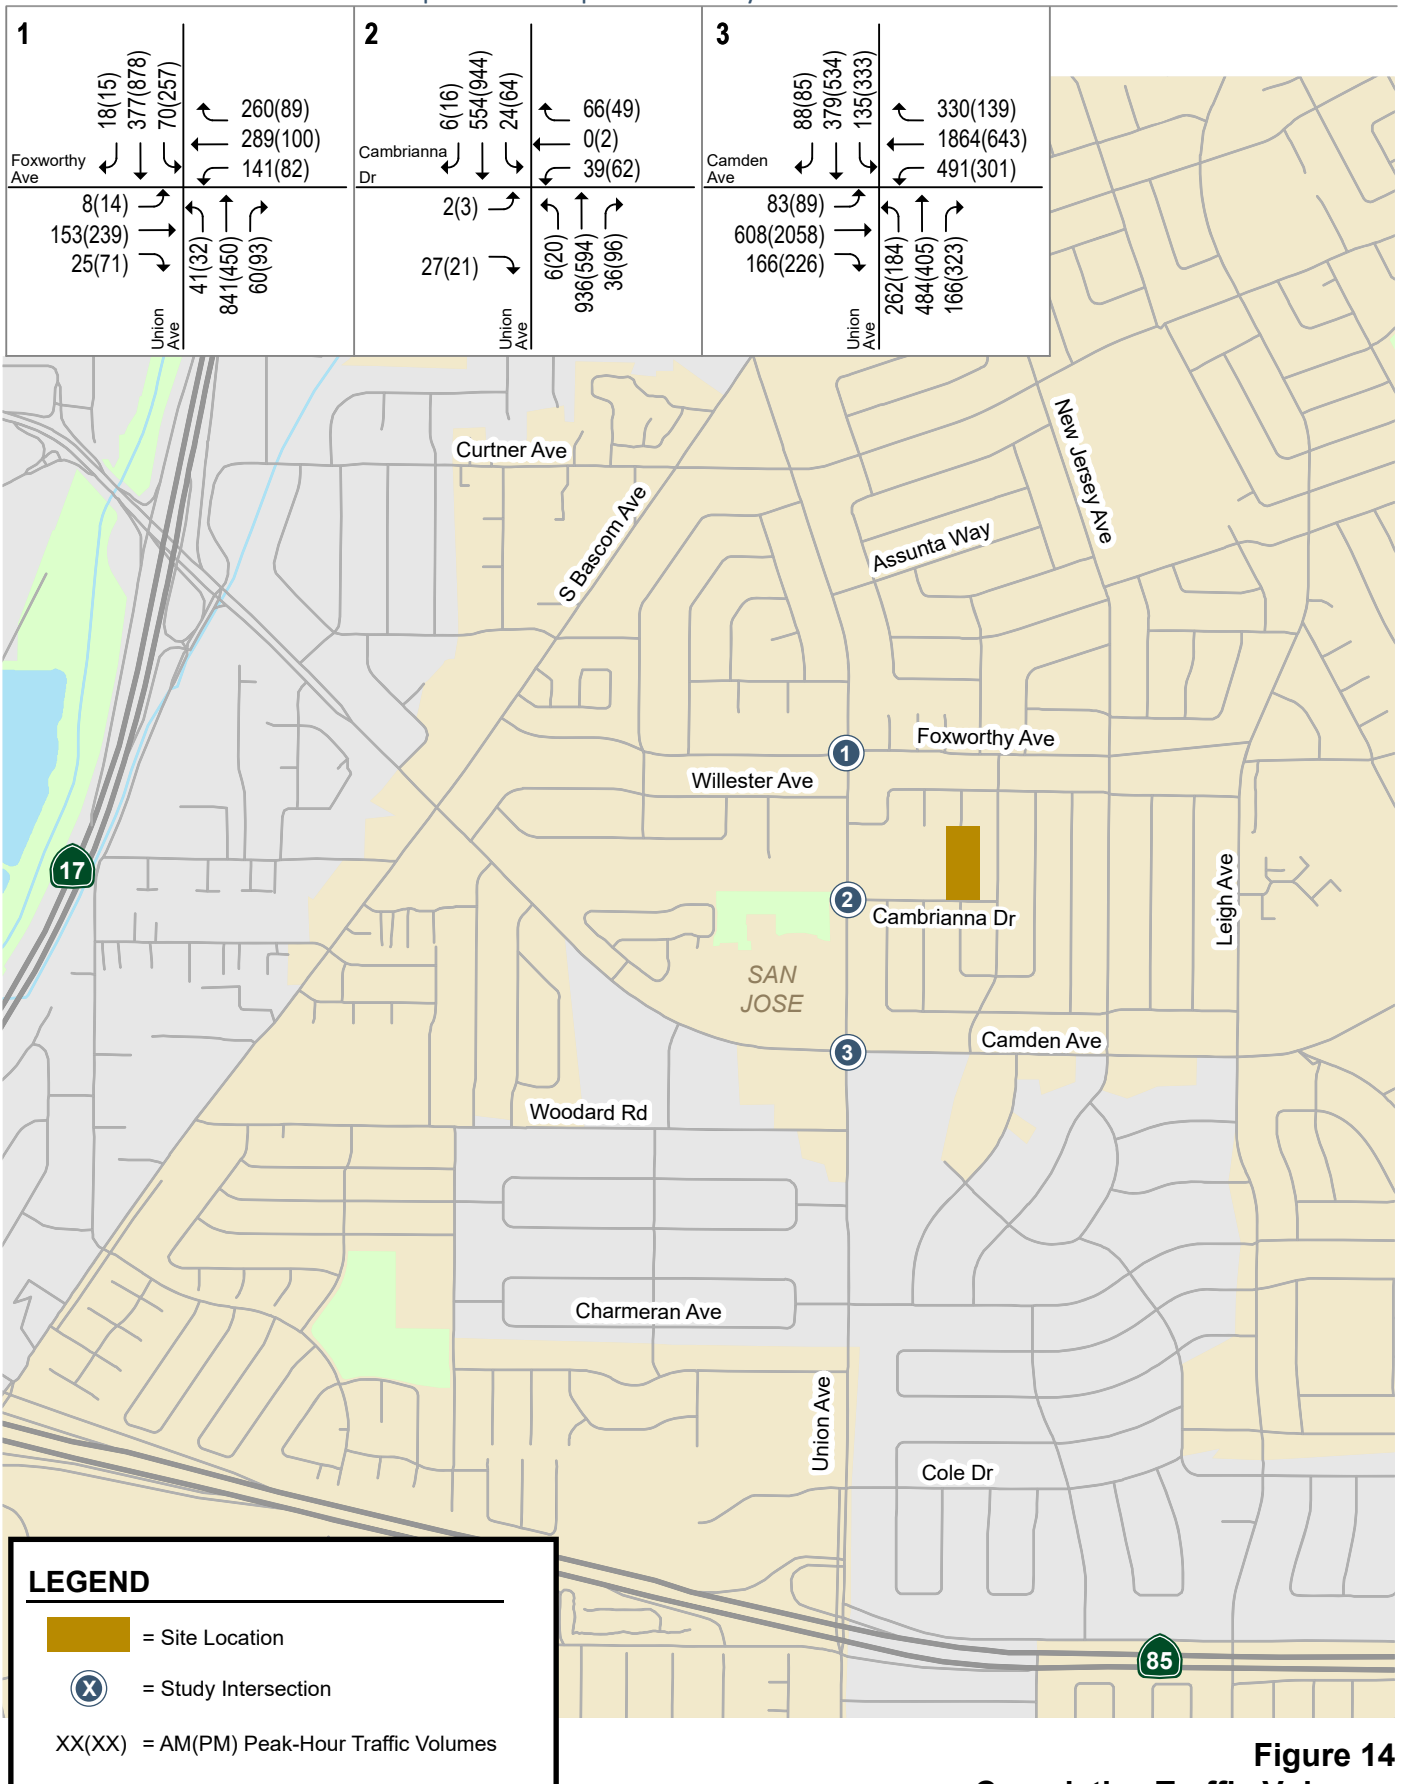 1
18(15)
377(878)
70(257)
260(89)
289(100)
141(82)
Foxworthy
Ave
8(14)
153(239)
25(71)
41(32)
841(450)
60(93)
Union
Ave
2
6(16)
554(944)
24(64)
66(49)
0(2)
39(62)
Cambrianna
Dr
2(3)
27(21)
6(20)
936(594)
36(96)
Union
Ave
3
88(85)
379(534)
135(333)
330(139)
1864(643)
491(301)
Camden
Ave
83(89)
608(2058)
166(226)
262(184)
484(405)
166(323)
Union
Ave
New Jersey Ave
Curtner Ave
S Bascom Ave
Assunta Way
Foxworthy Ave
1
Willester Ave
17
Leigh Ave
2
Cambrianna Dr
SAN
JOSE
Camden Ave
3
Woodard Rd
Charmeran Ave
Union Ave
Cole Dr
LEGEND
= Site Location
X = Study Intersection
XX(XX) = AM(PM) Peak-Hour Traffic Volumes
85
Figure 14